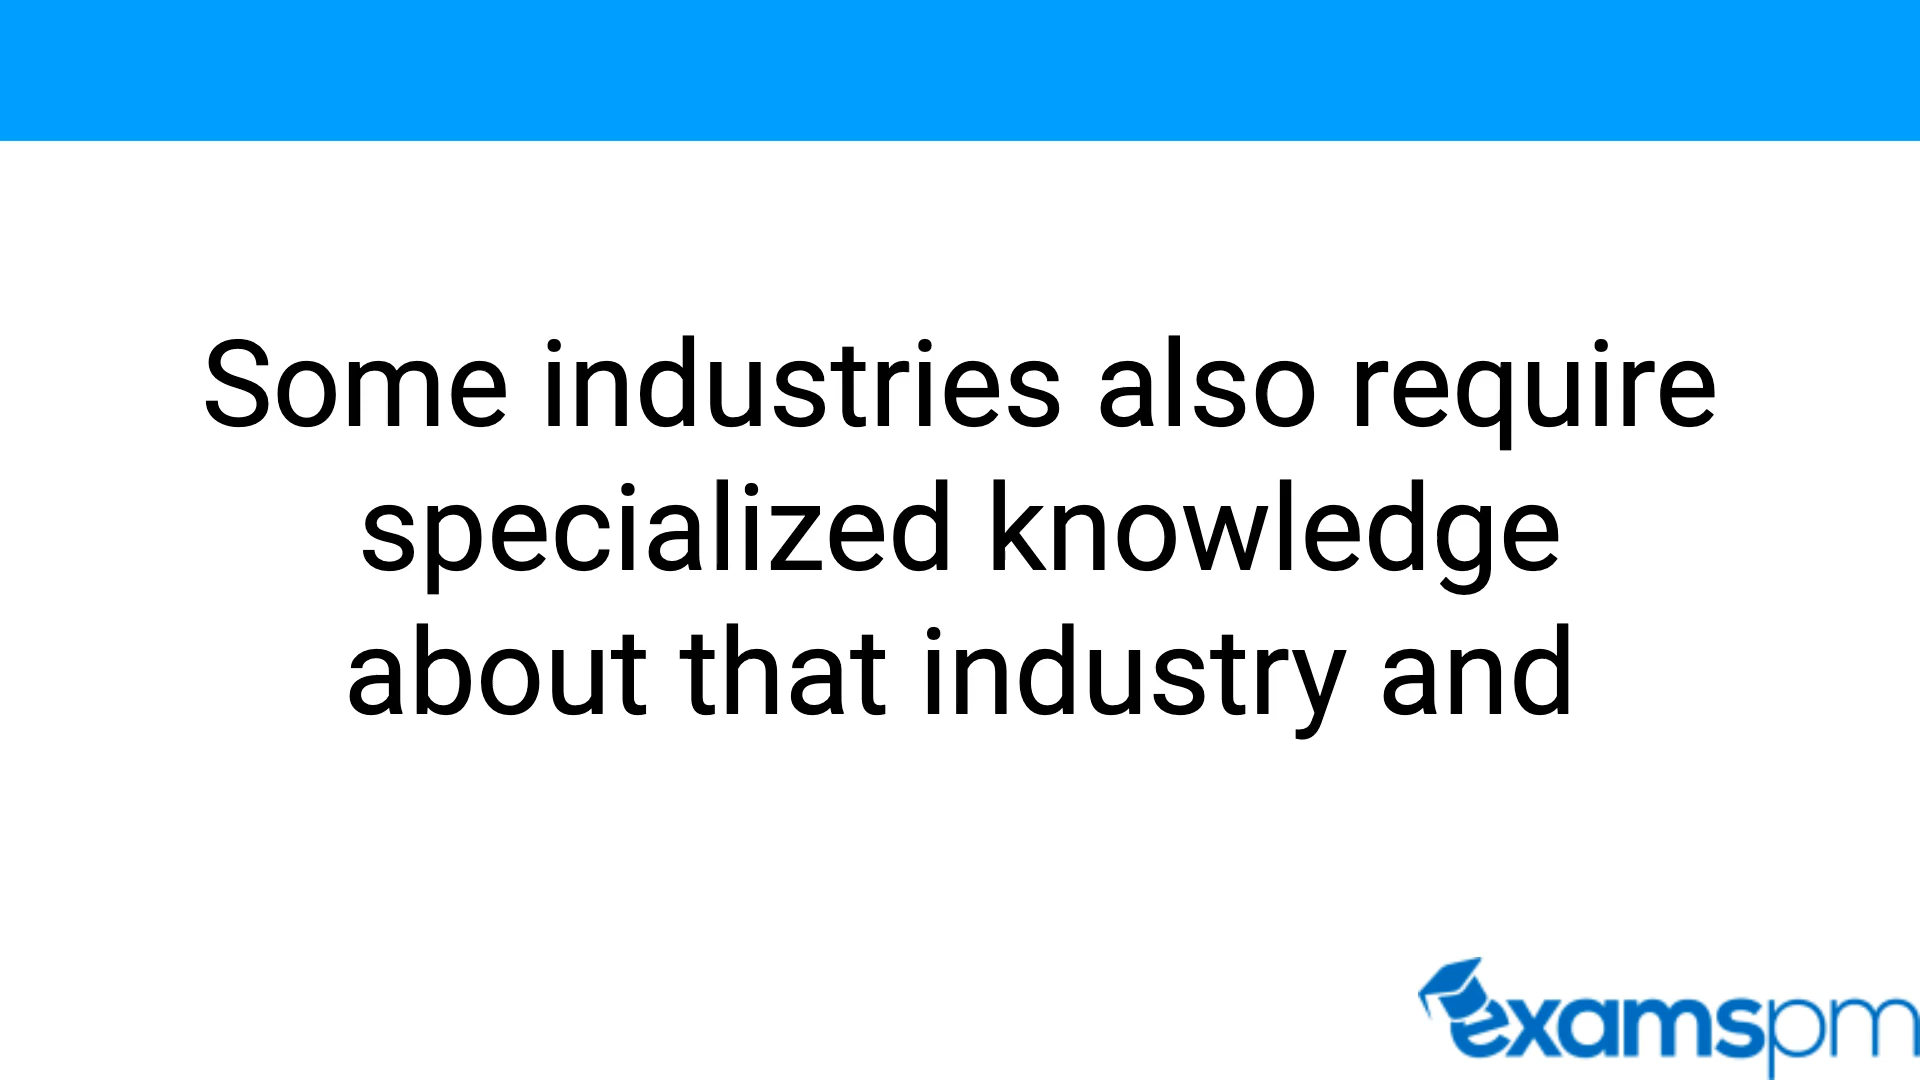 Some industries also require
specialized knowledge
about that industry and
examspm